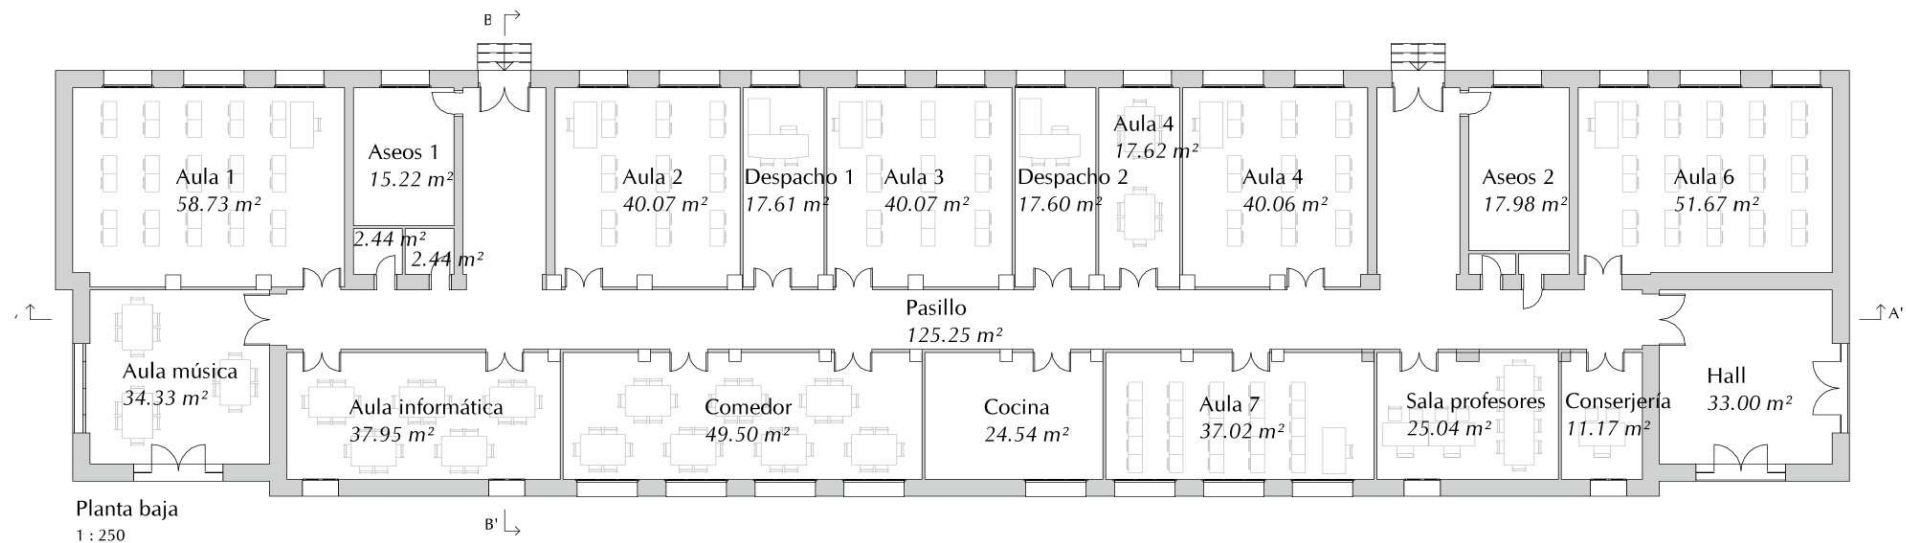 B
Aula 1
58.73 m²
Aseos 1
15.22 m²
2.44 m²
2.44 m²
Aula 2
40.07 m²
Despacho 1
17.61 m²
Aula 3
40.07 m²
Despacho 2
17.60 m²
Aula 4
17.62 m²
Aula 4
40.06 m²
Aseos 2
17.98 m²
Aula 6
51.67 m²
Pasillo
125.25 m²
A'
Aula música
34.33 m²
Aula informática
37.95 m²
Comedor
49.50 m²
Cocina
24.54 m²
Aula 7
37.02 m²
Sala profesores
25.04 m²
Conserjería
11.17 m²
Hall
33.00 m²
B'
Planta baja
1 : 250